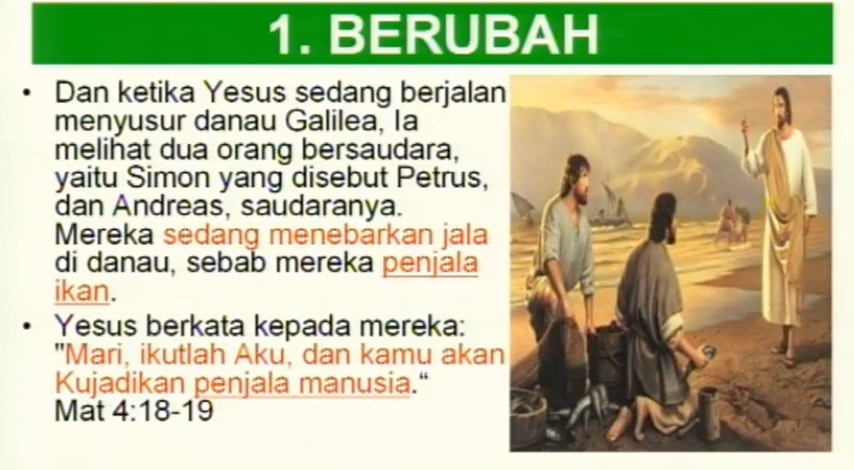 1. BERUBAH
• Dan ketika Yesus sedang berjalan
menyusur danau Galilea, Ia
melihat dua orang bersaudara,
yaitu Simon yang disebut Petrus,
dan Andreas, saudaranya.
Mereka sedang menebarkan jala
di danau, sebab mereka penjala
ikan.
• Yesus berkata kepada mereka:
"Mari, ikutlah Aku, dan kamu akan
Kujadikan penjala manusia.“
Mat 4:18-19